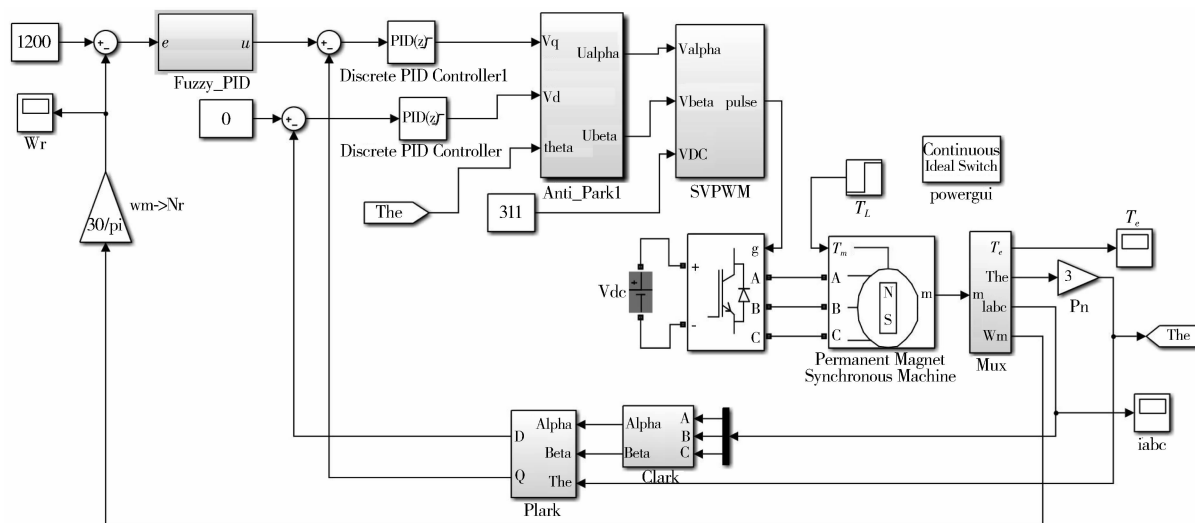 1200
+
-
e
u
Fuzzy_PID
+
-
PID(z)
Discrete PID Controller1
Vq
Ualpha
Vd
Ubeta
theta
Anti_Park1
Valpha
Vbeta
pulse
VDC
SVPWM
Wr
0
+
-
PID(z)
Discrete PID Controller
The
311
30/pi
wm->Nr
T_L
Continuous
Ideal Switch
powergui
Vdc
+
+
-
g
A
B
C
T_m
A
B
C
N
S
m
Permanent Magnet
Synchronous Machine
m
T_e
The
Iabc
Wm
Mux
T_e
3
Pn
The
iabc
D
Q
Alpha
Beta
The
Plark
Alpha
Beta
A
B
C
Clark